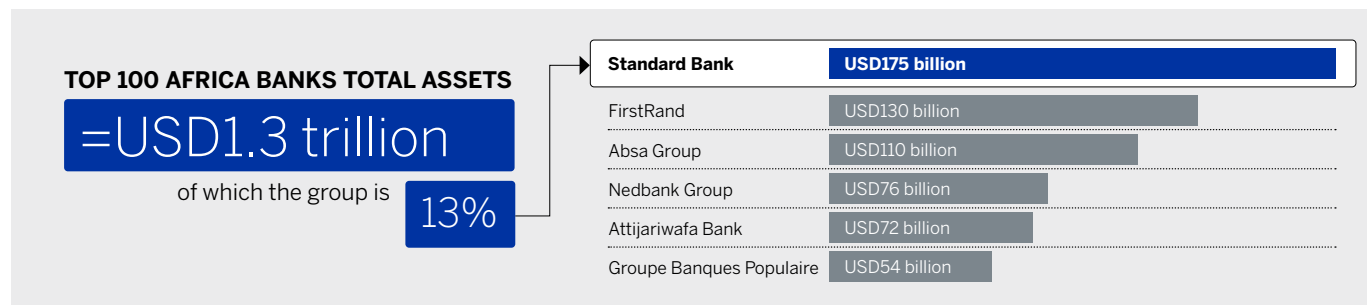 TOP 100 AFRICA BANKS TOTAL ASSETS
=USD1.3 trillion
of which the group is
13%
Standard Bank USD175 billion
FirstRand USD130 billion
Absa Group USD110 billion
Nedbank Group USD76 billion
Attijariwafa Bank USD72 billion
Groupe Banques Populaire USD54 billion